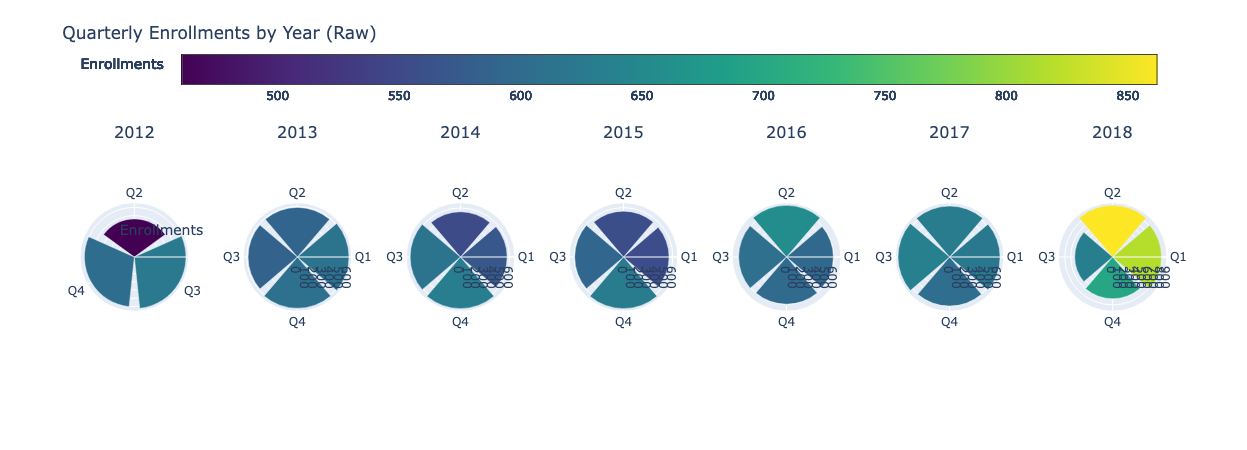 Quarterly Enrollments by Year (Raw)
Enrollments
500 550 600 650 700 750 800 850
2012 2013 2014 2015 2016 2017 2018
Q2 Q2 Q2 Q2 Q2 Q2 Q2
Enrollments
Q3 Q1 Q3 Q1 Q3 Q1 Q3 Q1 Q3 Q1 Q3 Q1
Q4 Q3
Q4 Q4 Q4 Q4 Q4 Q4